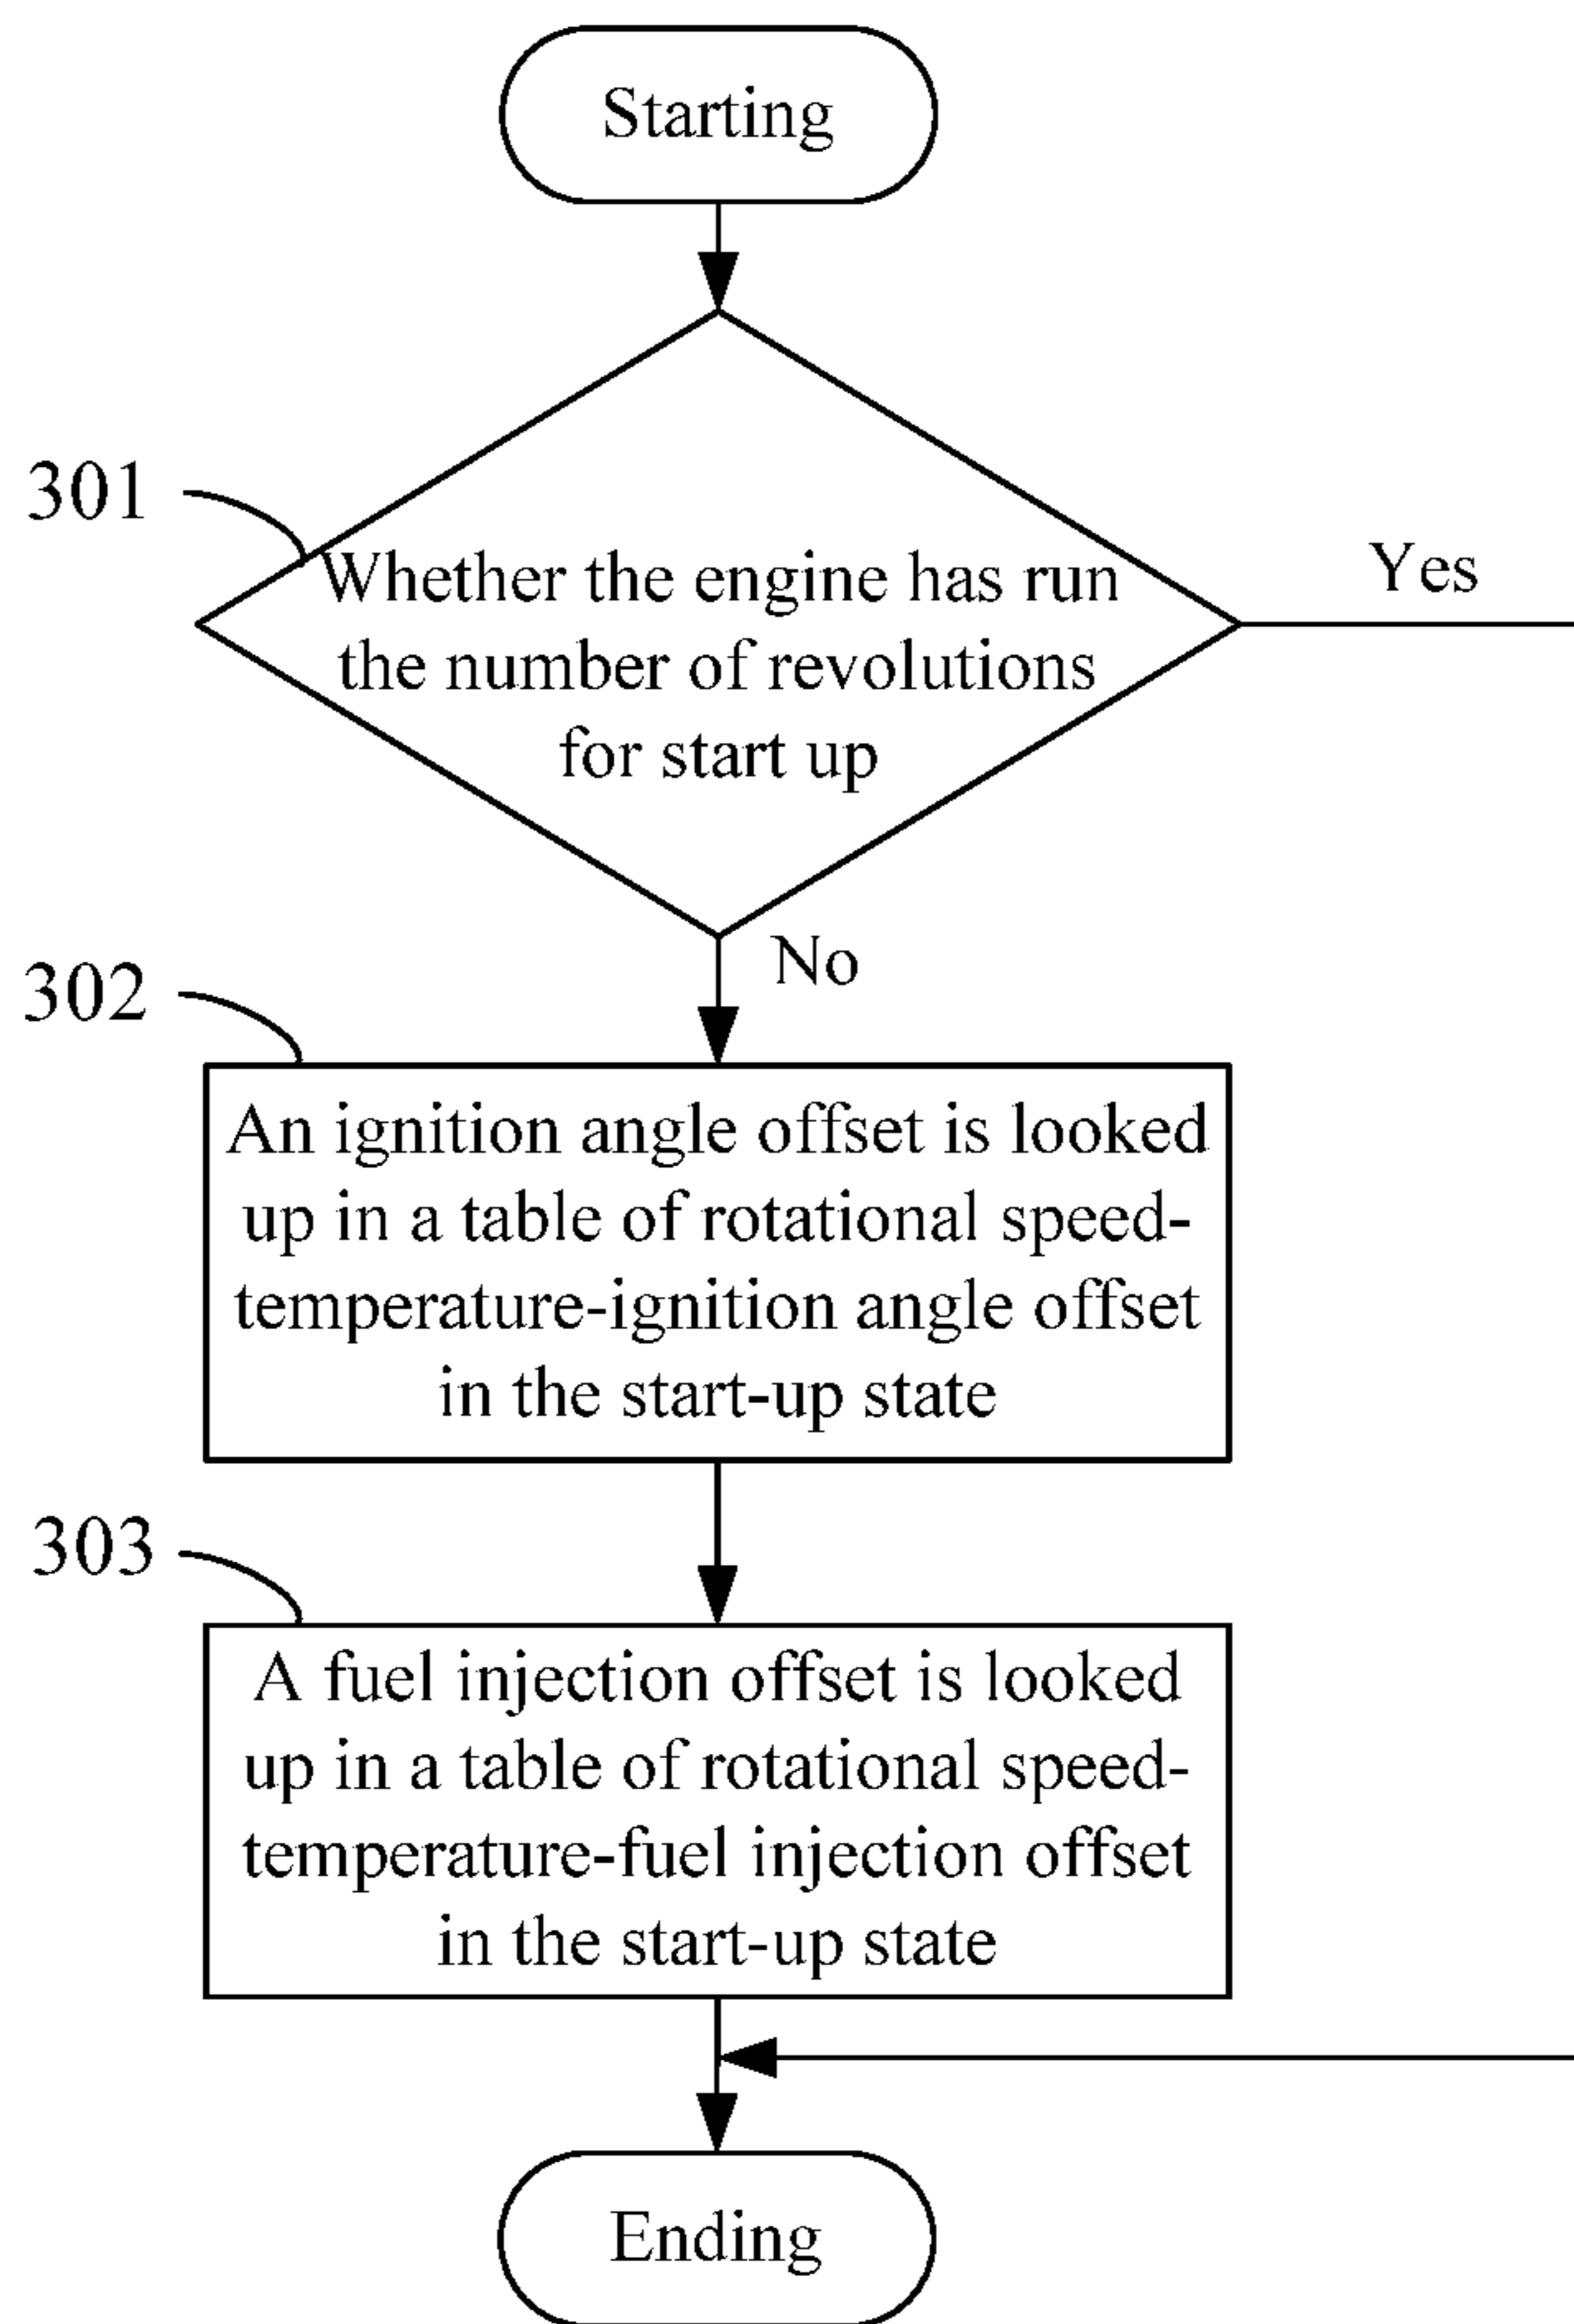 Starting
301
Whether the engine has run
the number of revolutions
for start up
Yes
No
302
An ignition angle offset is looked
up in a table of rotational speed-
temperature-ignition angle offset
in the start-up state
303
A fuel injection offset is looked
up in a table of rotational speed-
temperature-fuel injection offset
in the start-up state
Ending